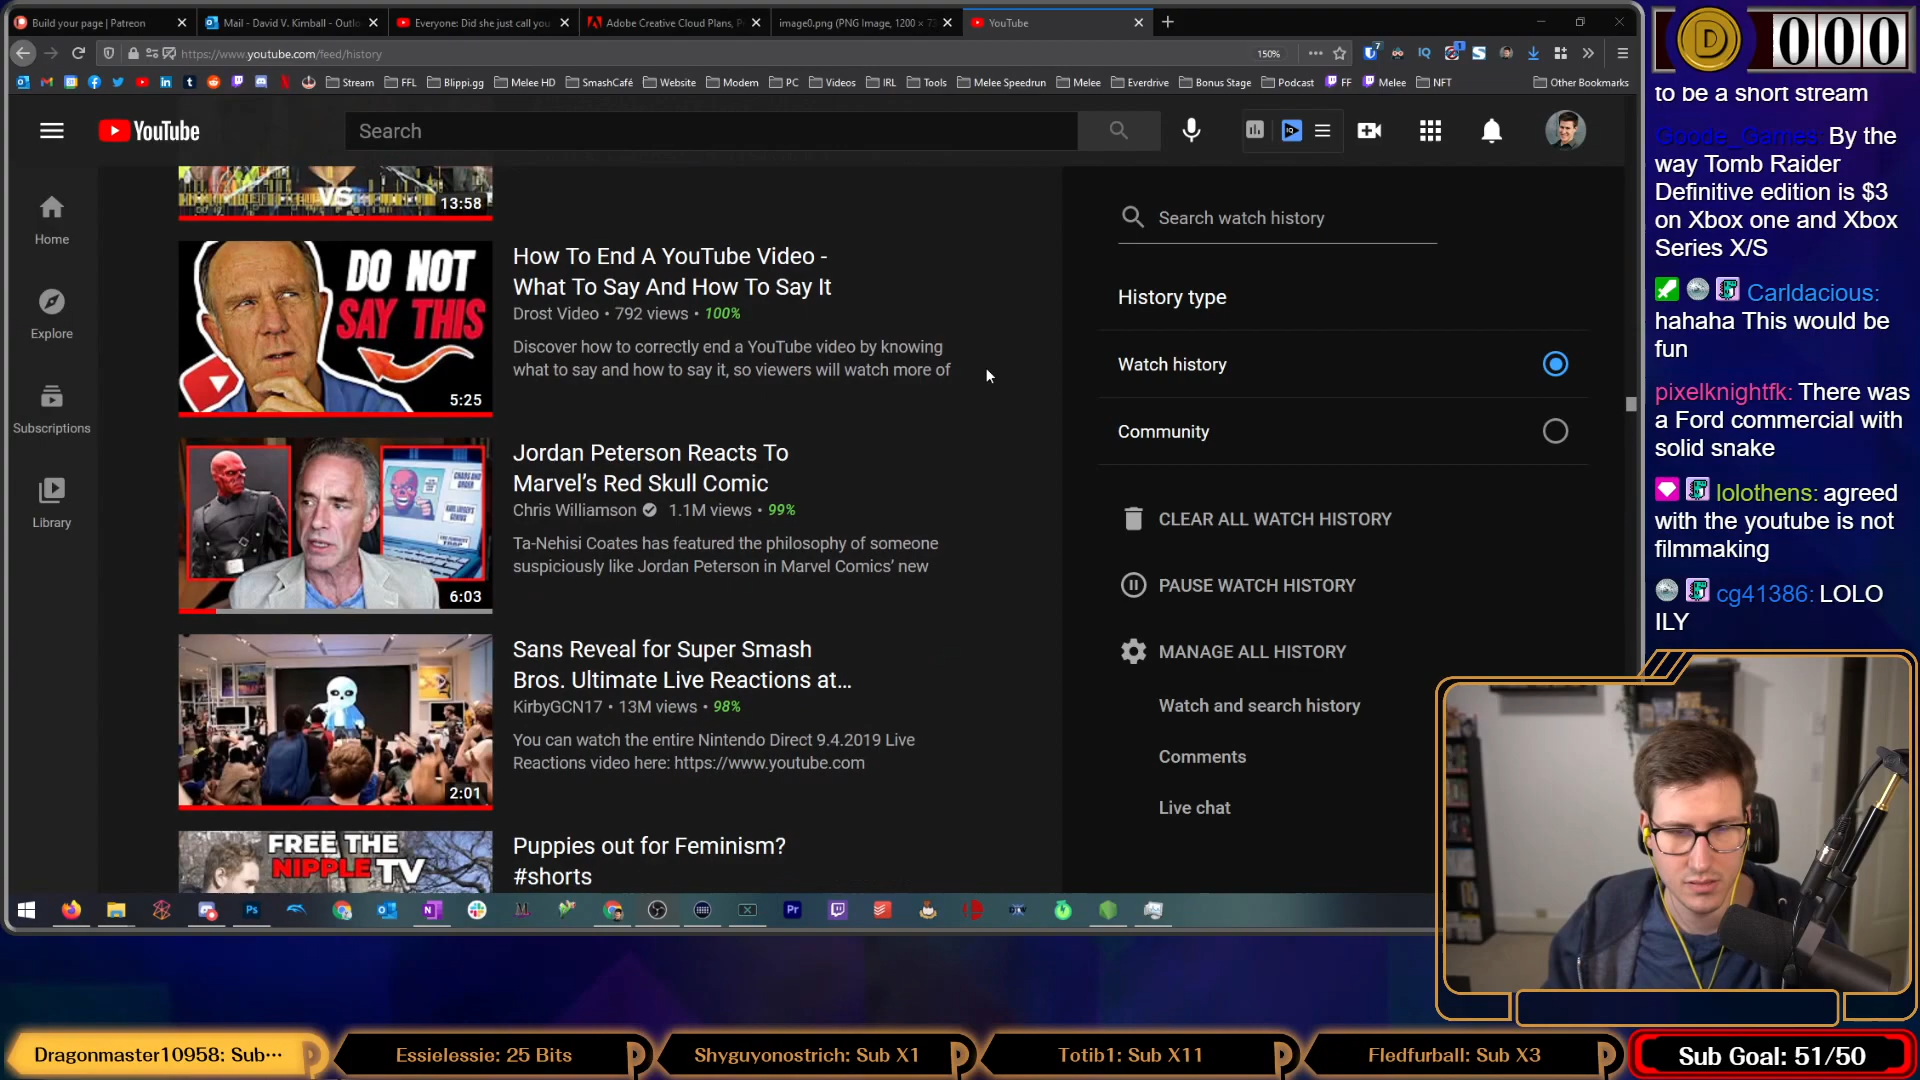 Build your page | Patreon
Mail - David V. Kimball - Outlo
Everyone: Did she just call you
Adobe Creative Cloud Plans, P
image0.png (PNG Image, 1200 ×
YouTube
https://www.youtube.com/feed/history
150%
Stream
FFL
Blippi.gg
Melee HD
SmashCafé
Website
Modem
PC
Videos
IRL
Tools
Melee Speedrun
Melee
Everdrive
Bonus Stage
Podcast
FF
Melee
NFT
Other Bookmarks
YouTube
Search
Home
Explore
Subscriptions
Library
VS
13:58
DO NOT
SAY THIS
5:25
How To End A YouTube Video -
What To Say And How To Say It
Drost Video • 792 views • 100%
Discover how to correctly end a YouTube video by knowing
what to say and how to say it, so viewers will watch more of
6:03
Jordan Peterson Reacts To
Marvel's Red Skull Comic
Chris Williamson 1.1M views • 99%
Ta-Nehisi Coates has featured the philosophy of someone
suspiciously like Jordan Peterson in Marvel Comics' new
2:01
Sans Reveal for Super Smash
Bros. Ultimate Live Reactions at...
KirbyGCN17 • 13M views • 98%
You can watch the entire Nintendo Direct 9.4.2019 Live
Reactions video here: https://www.youtube.com
FREE THE
NIPPLE TV
Puppies out for Feminism?
#shorts
Search watch history
History type
Watch history
Community
CLEAR ALL WATCH HISTORY
PAUSE WATCH HISTORY
MANAGE ALL HISTORY
Watch and search history
Comments
Live chat
D
000
to be a short stream
Goode_Games: By the
way Tomb Raider
Definitive edition is $3
on Xbox one and Xbox
Series X/S
Carldacious:
hahaha This would be
fun
pixelknightfk: There was
a Ford commercial with
solid snake
lolothens: agreed
with the youtube is not
filmmaking
cg41386: LOLO
ILY
Dragonmaster10958: Sub···
Essielessie: 25 Bits
Shyguyonostrich: Sub X1
Totib1: Sub X11
Fledfurball: Sub X3
Sub Goal: 51/50